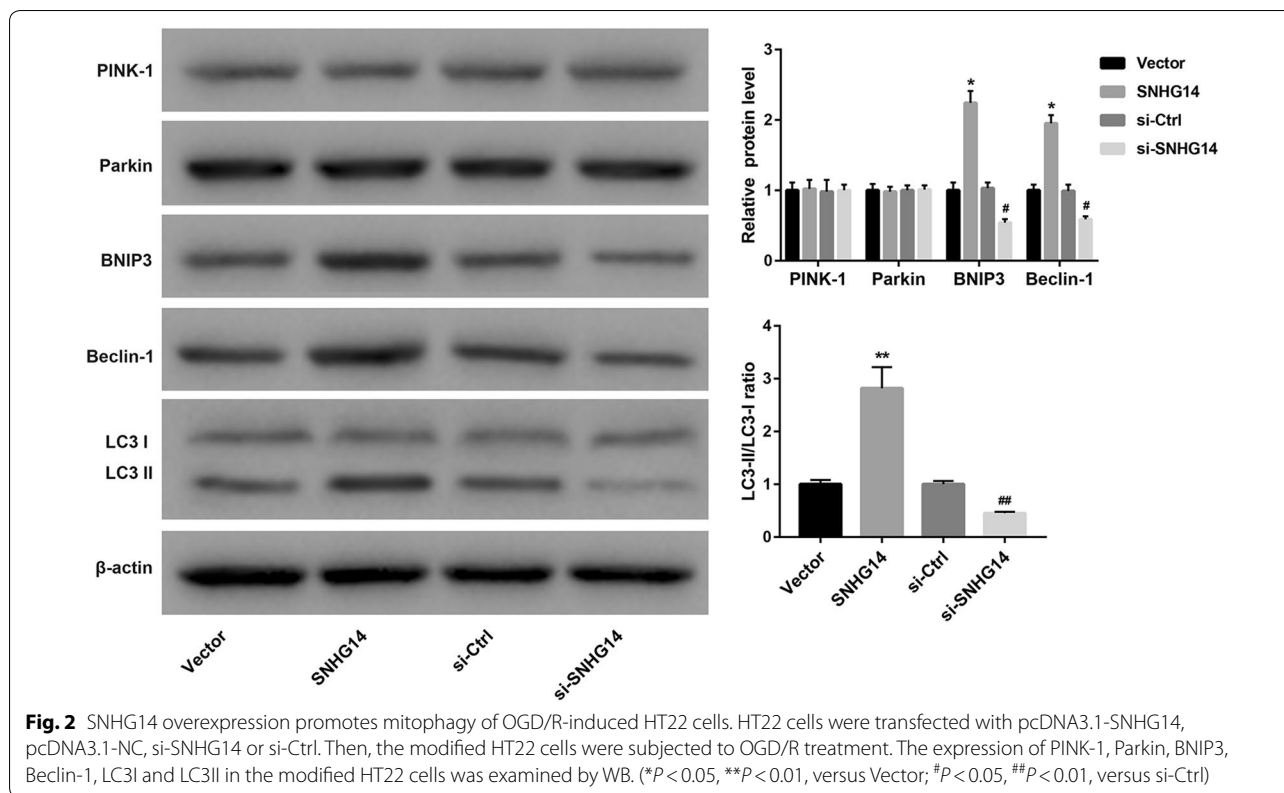 PINK-1
Parkin
BNIP3
Beclin-1
LC3 I
LC3 II
β-actin
Vector
SNHG14
si-Ctrl
si-SNHG14
Relative protein level
3
2
1
0
*
#
*
#
PINK-1
Parkin
BNIP3
Beclin-1
Vector
SNHG14
si-Ctrl
si-SNHG14
LC3-II/LC3-I ratio
4
3
2
1
0
**
##
Vector
SNHG14
si-Ctrl
si-SNHG14
Fig. 2 SNHG14 overexpression promotes mitophagy of OGD/R-induced HT22 cells. HT22 cells were transfected with pcDNA3.1-SNHG14,
pcDNA3.1-NC, si-SNHG14 or si-Ctrl. Then, the modified HT22 cells were subjected to OGD/R treatment. The expression of PINK-1, Parkin, BNIP3,
Beclin-1, LC3I and LC3II in the modified HT22 cells was examined by WB. (*P < 0.05, **P < 0.01, versus Vector; #P < 0.05, ##P < 0.01, versus si-Ctrl)